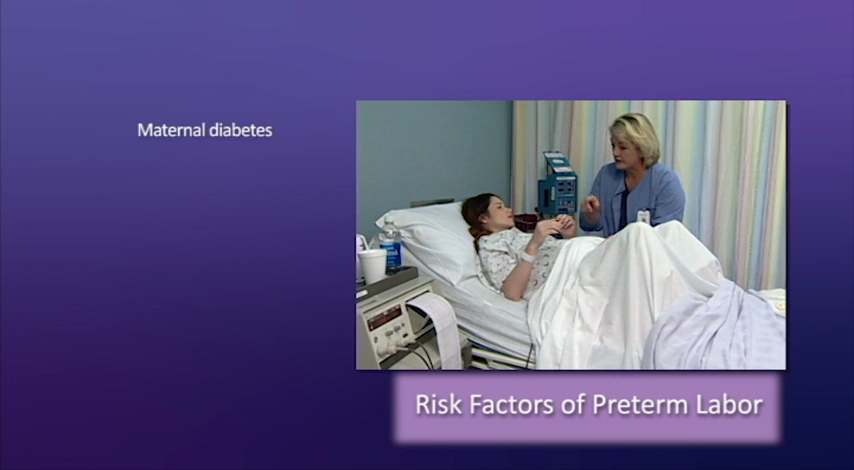 Maternal diabetes
Risk Factors of Preterm Labor